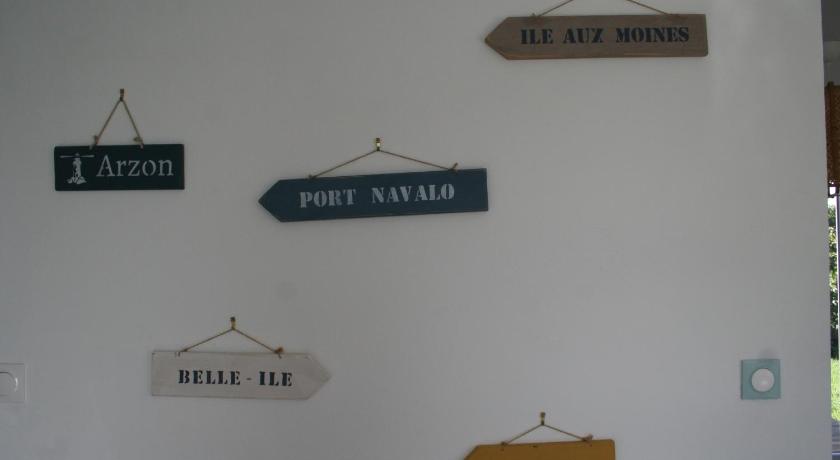 ILE AUX MOINES
Arzon
PORT NAVALO
BELLE-ILE